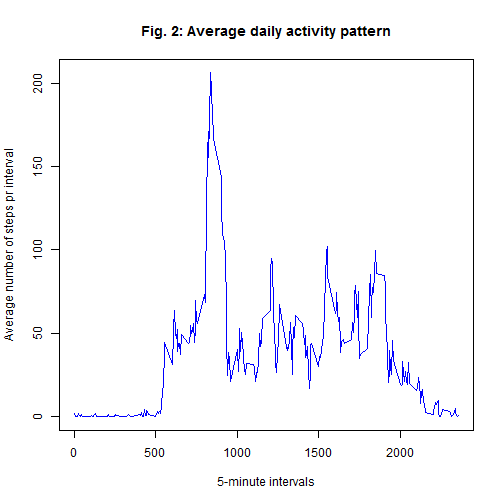 Fig. 2: Average daily activity pattern
Average number of steps pr interval
200
150
100
50
0
0 500 1000 1500 2000
5-minute intervals